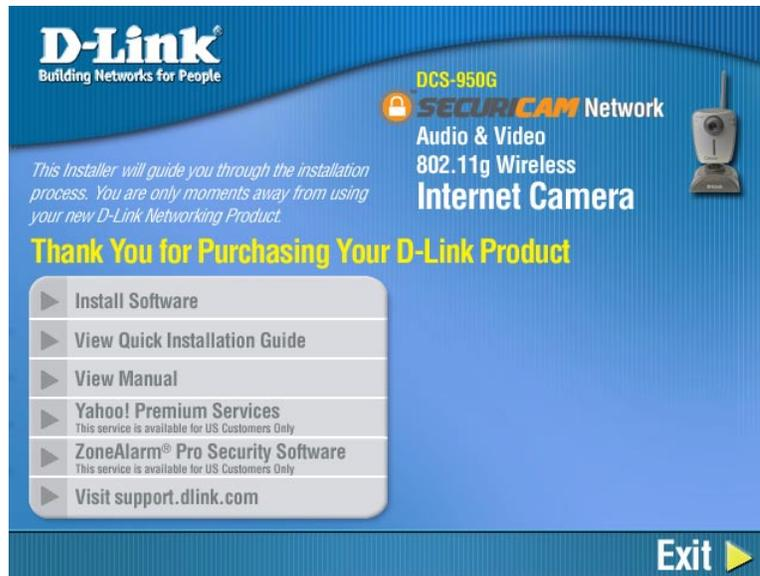 D-Link
Building Networks for People
DCS-950G
SECURICAM™ Network
Audio & Video
802.11g Wireless
Internet Camera
This Installer will guide you through the installation
process. You are only moments away from using
your new D-Link Networking Product.
Thank You for Purchasing Your D-Link Product
Install Software
View Quick Installation Guide
View Manual
Yahoo! Premium Services
This service is available for US Customers Only
ZoneAlarm® Pro Security Software
This service is available for US Customers Only
Visit support.dlink.com
Exit